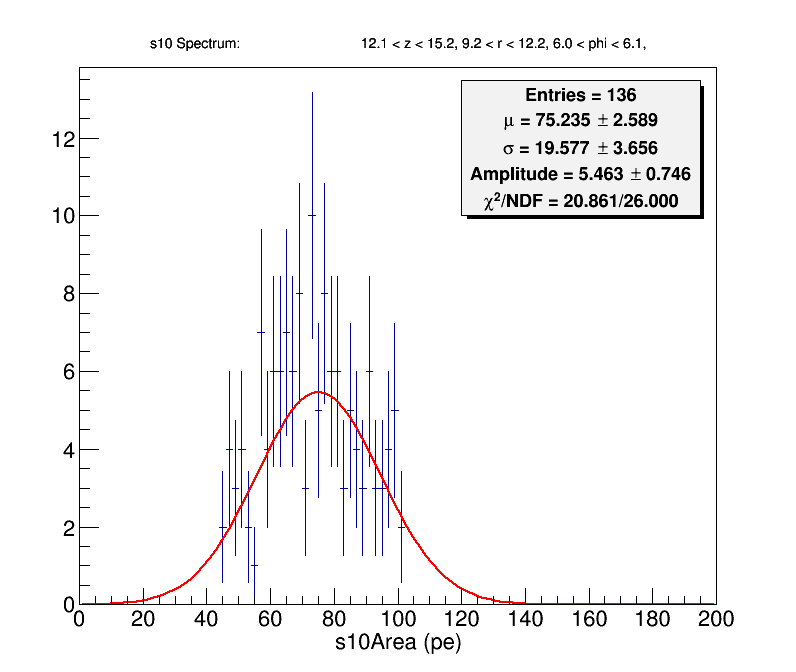 s10 Spectrum: 12.1 < z < 15.2, 9.2 < r < 12.2, 6.0 < phi < 6.1,
Entries = 136
μ = 75.235 ± 2.589
σ = 19.577 ± 3.656
Amplitude = 5.463 ± 0.746
χ²/NDF = 20.861/26.000
12
10
8
6
4
2
0
0 20 40 60 80 100 120 140 160 180 200
s10Area (pe)